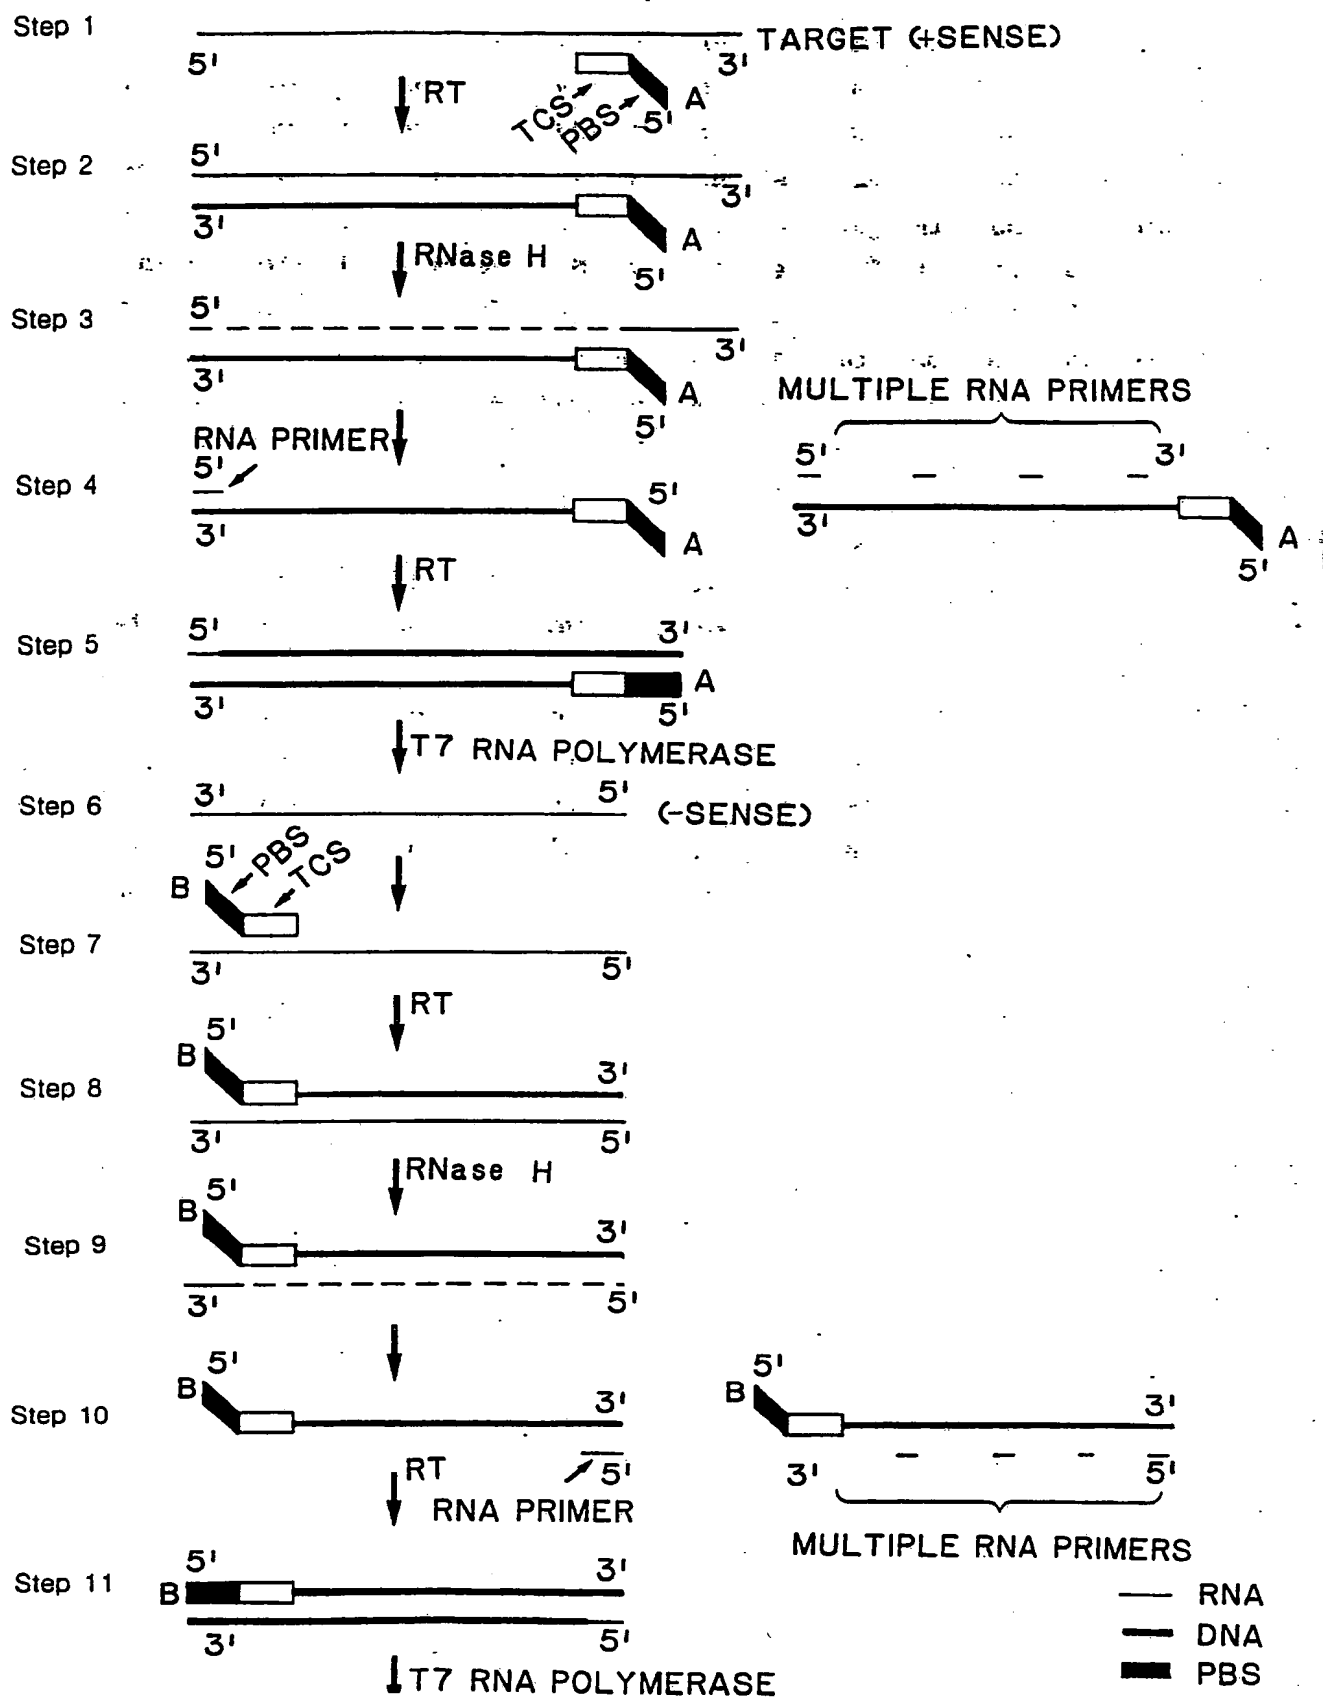 Step 1
TARGET (+SENSE)
5' 3'
RT
TCS
PBS
A
5'
Step 2
5'
3'
3'
A
RNase H
5'
Step 3
5'
3'
3'
A
5'
MULTIPLE RNA PRIMERS
RNA PRIMER
5'
5' 3'
Step 4
5'
3'
A
3'
A
5'
RT
Step 5
5' 3'
A
3' 5'
T7 RNA POLYMERASE
Step 6
3' 5'
(-SENSE)
5'
PBS
TCS
B
Step 7
3' 5'
RT
5'
B
Step 8
3'
3' 5'
RNase H
5'
B
Step 9
3'
3' 5'
5'
B
Step 10
3'
5'
RT
RNA PRIMER
5'
B
3'
3' 5'
MULTIPLE RNA PRIMERS
5' 3'
Step 11
B
3' 5'
T7 RNA POLYMERASE
RNA
DNA
PBS